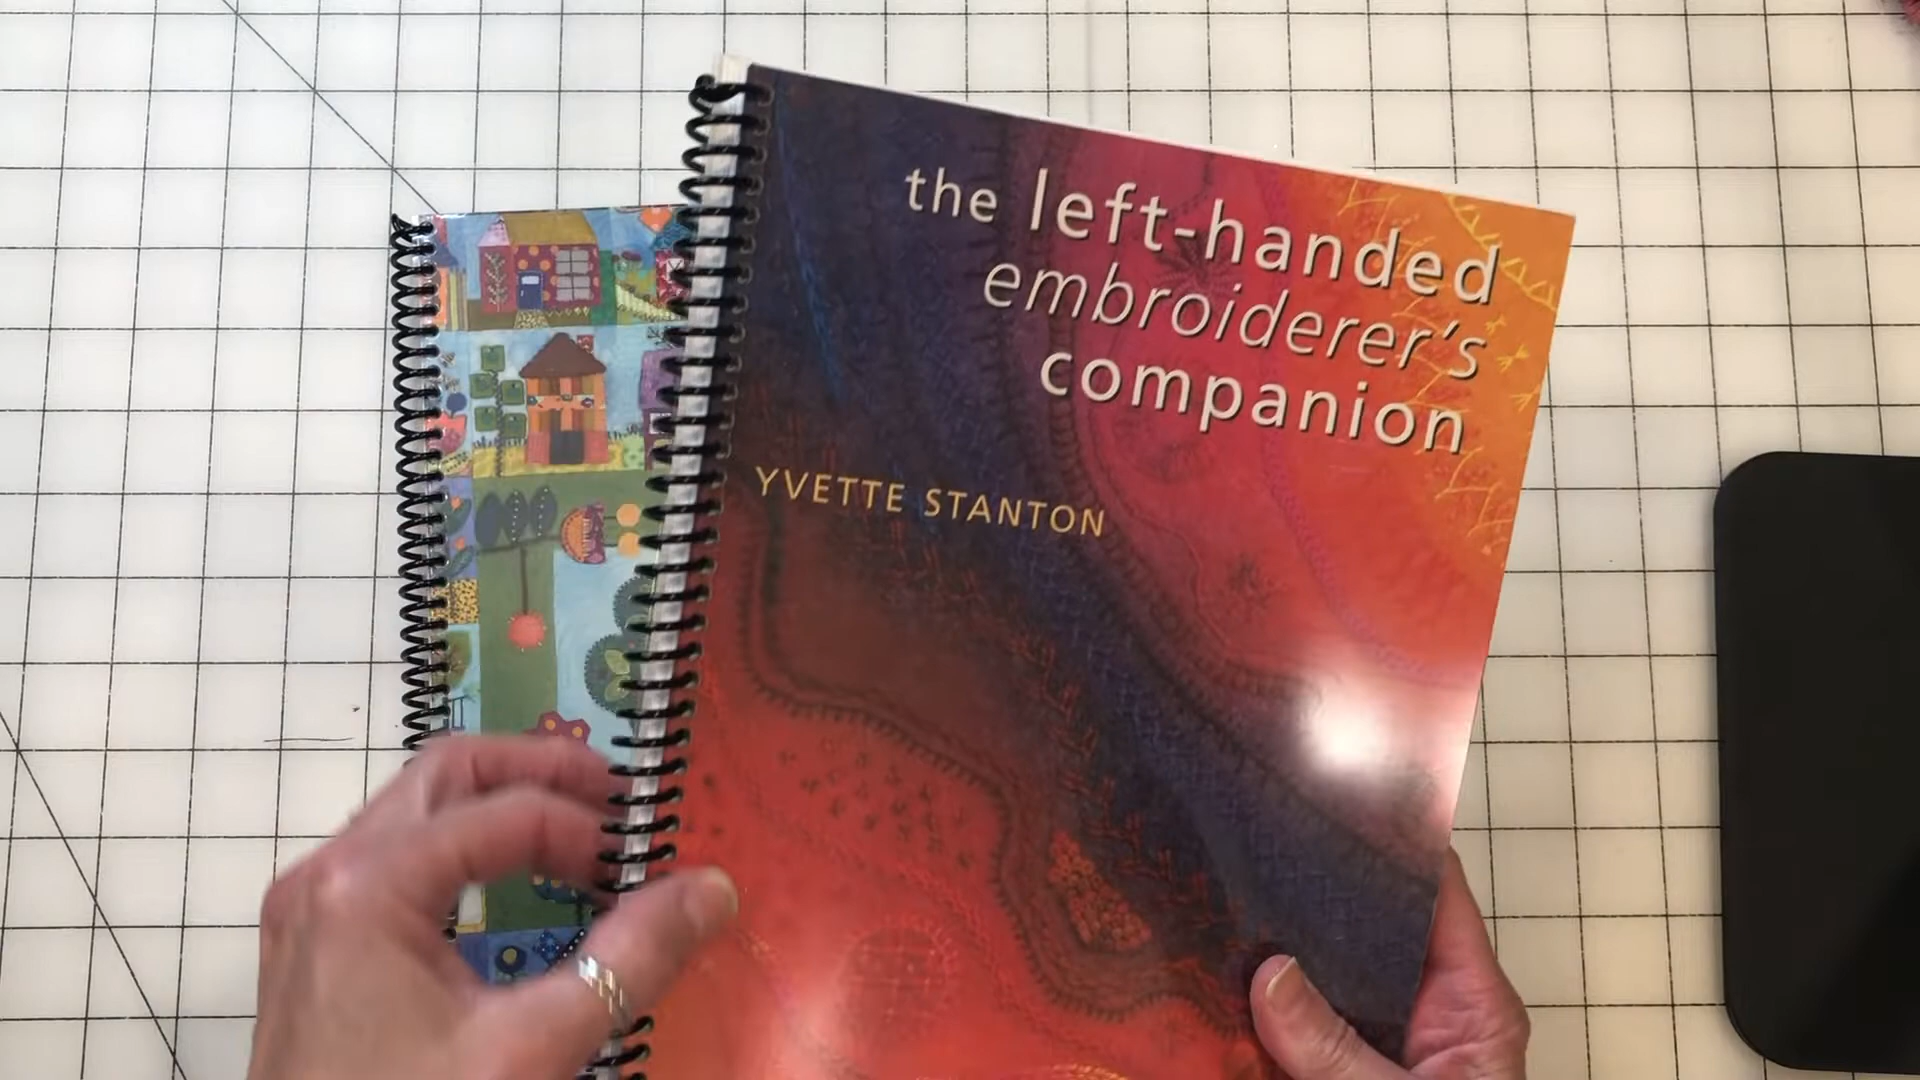 the left-handed
embroiderer's
companion
YVETTE STANTON